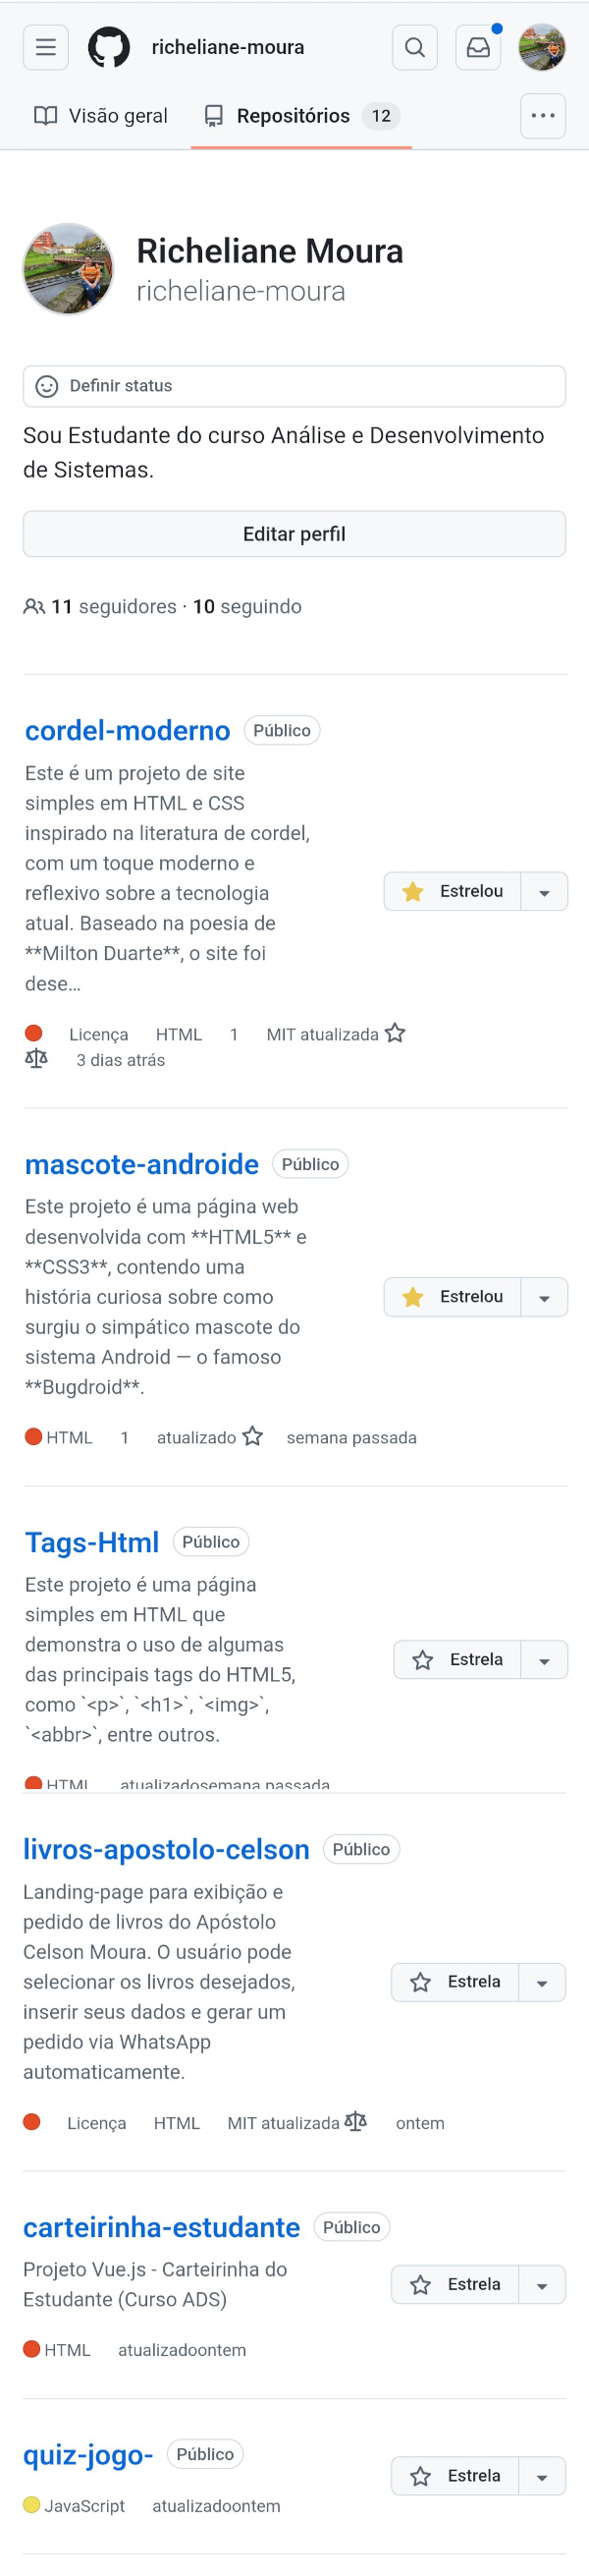 richeliane-moura
Visão geral
Repositórios 12
Richeliane Moura
richeliane-moura
Definir status
Sou Estudante do curso Análise e Desenvolvimento
de Sistemas.
Editar perfil
11 seguidores · 10 seguindo
cordel-moderno Público
Este é um projeto de site
simples em HTML e CSS
inspirado na literatura de cordel,
com um toque moderno e
reflexivo sobre a tecnologia
atual. Baseado na poesia de
**Milton Duarte**, o site foi
dese...
Estrelou
Licença HTML 1 MIT atualizada
3 dias atrás
mascote-androide Público
Este projeto é uma página web
desenvolvida com **HTML5** e
**CSS3**, contendo uma
história curiosa sobre como
surgiu o simpático mascote do
sistema Android — o famoso
**Bugdroid**.
Estrelou
HTML 1 atualizado semana passada
Tags-Html Público
Este projeto é uma página
simples em HTML que
demonstra o uso de algumas
das principais tags do HTML5,
como `<p>`, `<h1>`, `<img>`,
`<abbr>`, entre outros.
Estrela
HTML atualizadosemana passada
livros-apostolo-celson Público
Landing-page para exibição e
pedido de livros do Apóstolo
Celson Moura. O usuário pode
selecionar os livros desejados,
inserir seus dados e gerar um
pedido via WhatsApp
automaticamente.
Estrela
Licença HTML MIT atualizada ontem
carteirinha-estudante Público
Projeto Vue.js - Carteirinha do
Estudante (Curso ADS)
Estrela
HTML atualizadoontem
quiz-jogo- Público
Estrela
JavaScript atualizadoontem